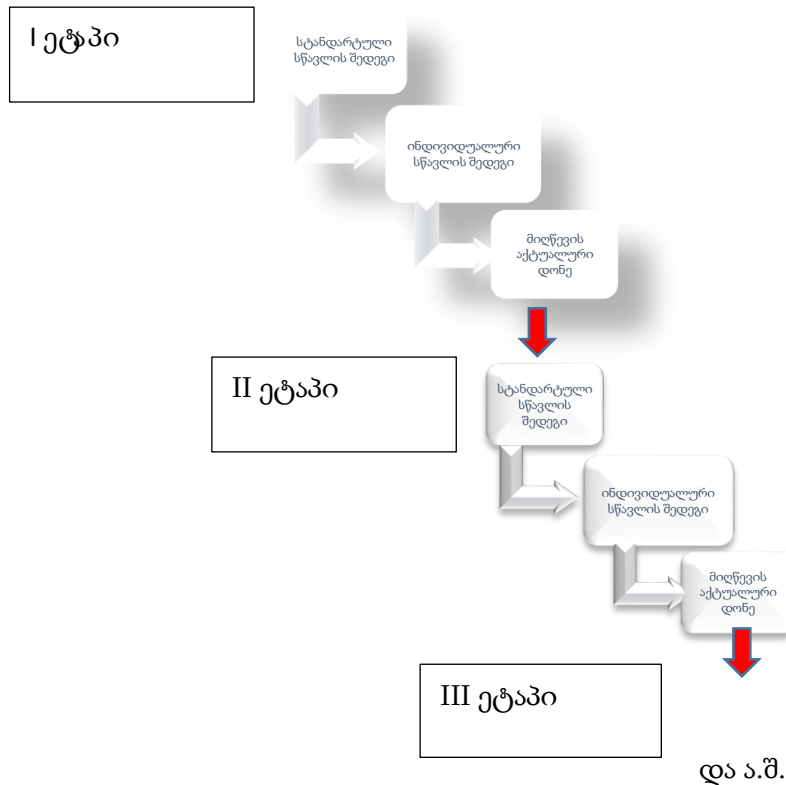 I ეტაპი
სტანდარტული
სწავლის შედეგი
ინდივიდუალური
სწავლის შედეგი
მიღწევის
აქტუალური
დონე
II ეტაპი
სტანდარტული
სწავლის
შედეგი
ინდივიდუალური
სწავლის შედეგი
მიღწევის
აქტუალური
დონე
III ეტაპი
და ა.შ.